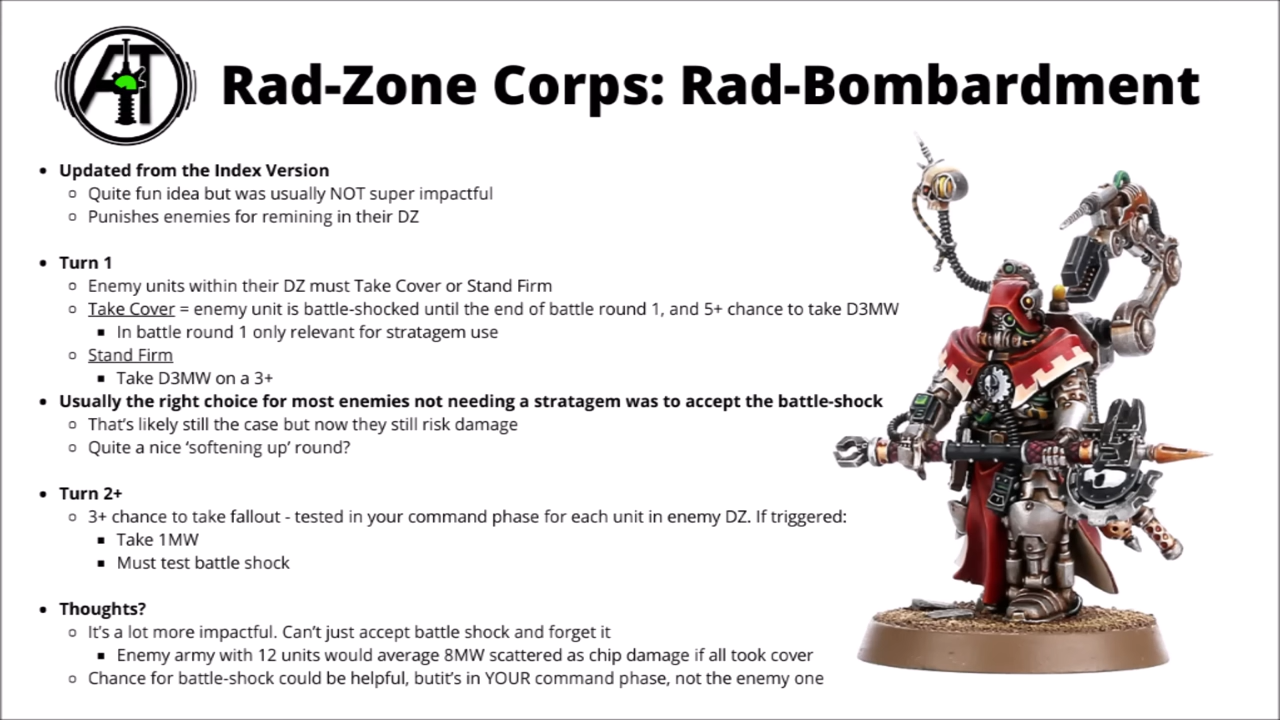 AT
Rad-Zone Corps: Rad-Bombardment
• Updated from the Index Version
○ Quite fun idea but was usually NOT super impactful
○ Punishes enemies for remining in their DZ
• Turn 1
○ Enemy units within their DZ must Take Cover or Stand Firm
○ Take Cover = enemy unit is battle-shocked until the end of battle round 1, and 5+ chance to take D3MW
▪ In battle round 1 only relevant for stratagem use
○ Stand Firm
▪ Take D3MW on a 3+
• Usually the right choice for most enemies not needing a stratagem was to accept the battle-shock
○ That's likely still the case but now they still risk damage
○ Quite a nice 'softening up' round?
• Turn 2+
○ 3+ chance to take fallout - tested in your command phase for each unit in enemy DZ. If triggered:
▪ Take 1MW
▪ Must test battle shock
• Thoughts?
○ It's a lot more impactful. Can't just accept battle shock and forget it
▪ Enemy army with 12 units would average 8MW scattered as chip damage if all took cover
○ Chance for battle-shock could be helpful, butit's in YOUR command phase, not the enemy one